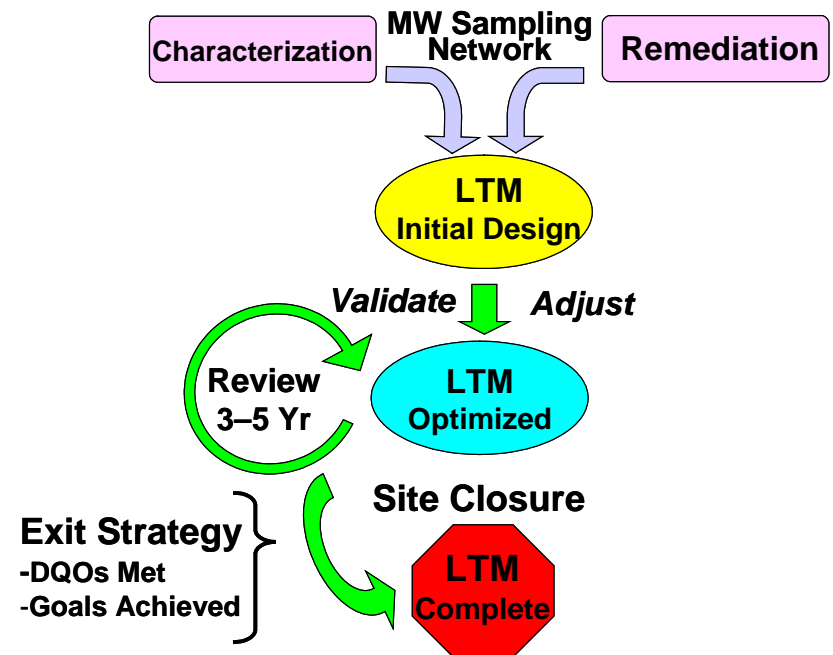 Characterization
MW Sampling
Network
Remediation
LTM
Initial Design
Validate
Adjust
Review
3–5 Yr
LTM
Optimized
Exit Strategy
-DQOs Met
-Goals Achieved
Site Closure
LTM
Complete